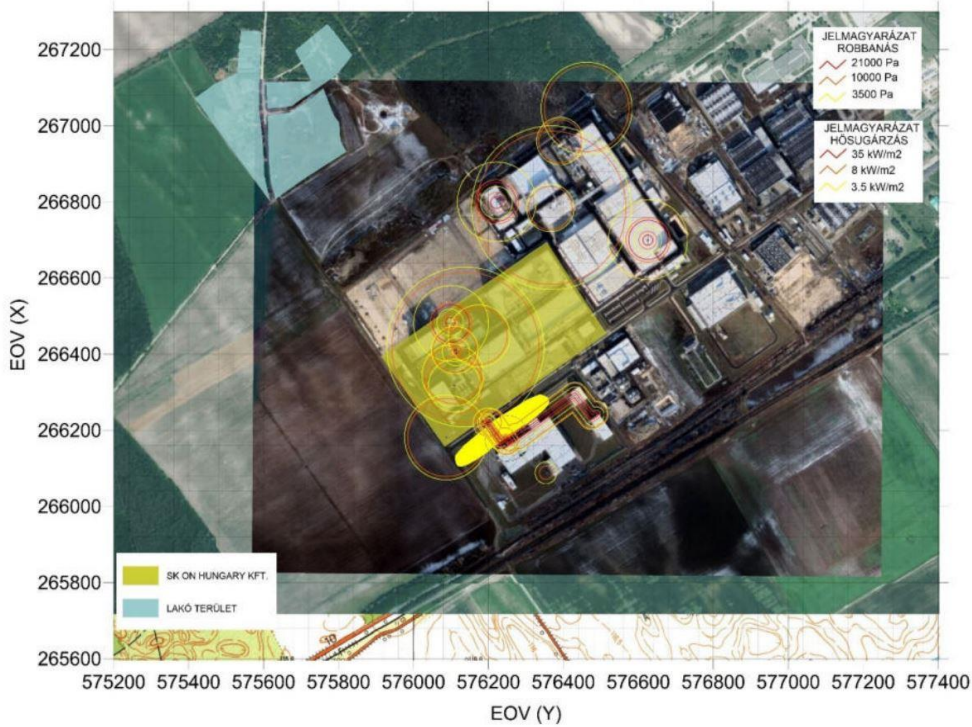 267200
267000
266800
266600
266400
266200
266000
265800
265600
EOV (X)
JELMAGYARÁZAT
ROBBANÁS
21000 Pa
10000 Pa
3500 Pa
JELMAGYARÁZAT
HŐSUGÁRZÁS
35 kW/m2
8 kW/m2
3.5 kW/m2
SK ON HUNGARY KFT.
LAKÓ TERÜLET
10
575200 575400 575600 575800 576000 576200 576400 576600 576800 577000 577200 577400
EOV (Y)